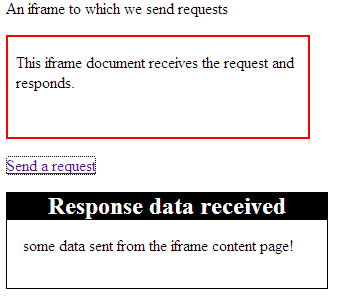 An iframe to which we send requests
This iframe document receives the request and
responds.
Send a request
Response data received
some data sent from the iframe content page!